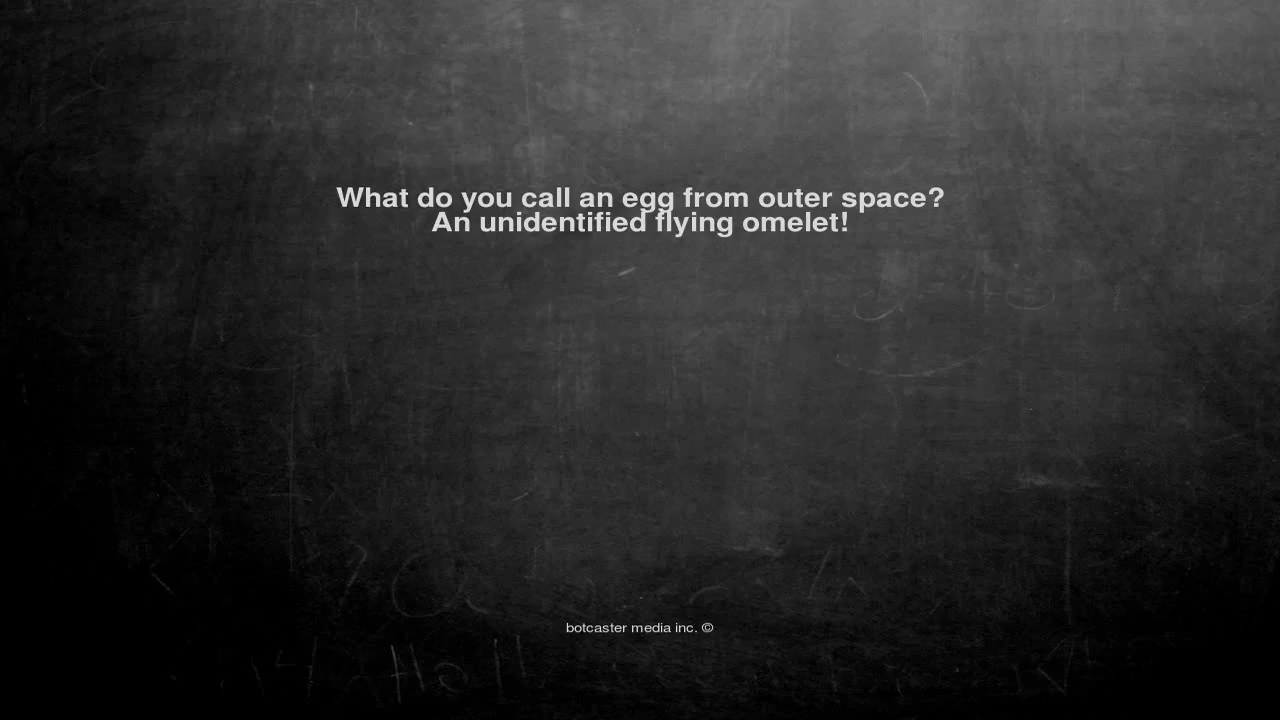 What do you call an egg from outer space?
An unidentified flying omelet!
botcaster media inc. ©